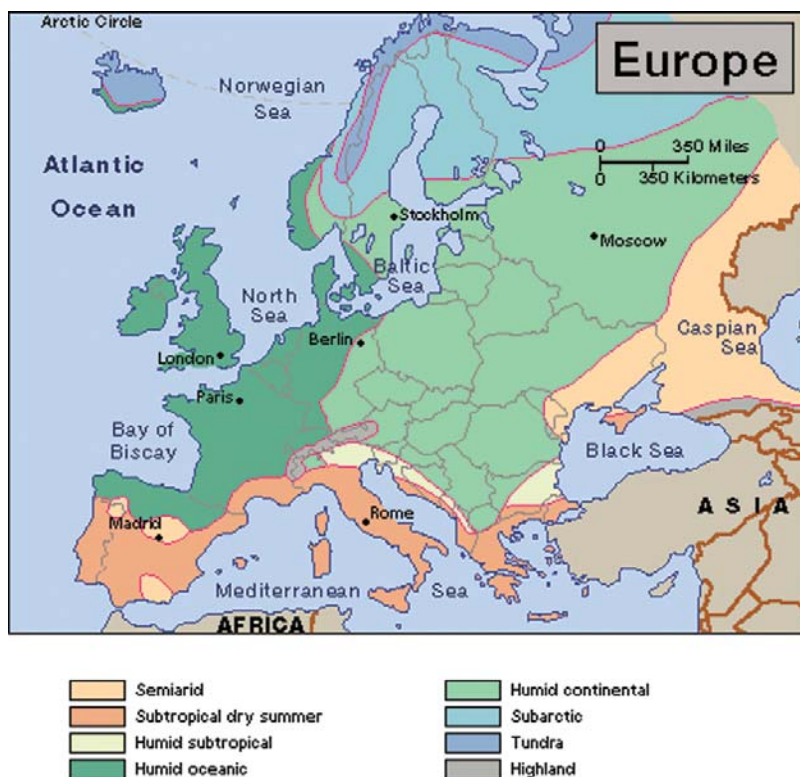 Arctic Circle
Europe
Norwegian
Sea
Atlantic
Ocean
0 350 Miles
0 350 Kilometers
Stockholm
Moscow
Baltic
Sea
North
Sea
Berlin
London
Caspian
Sea
Paris
Bay of
Biscay
Black Sea
ASIA
Rome
Madrid
Mediterranean Sea
AFRICA
Semiarid
Subtropical dry summer
Humid subtropical
Humid oceanic
Humid continental
Subarctic
Tundra
Highland